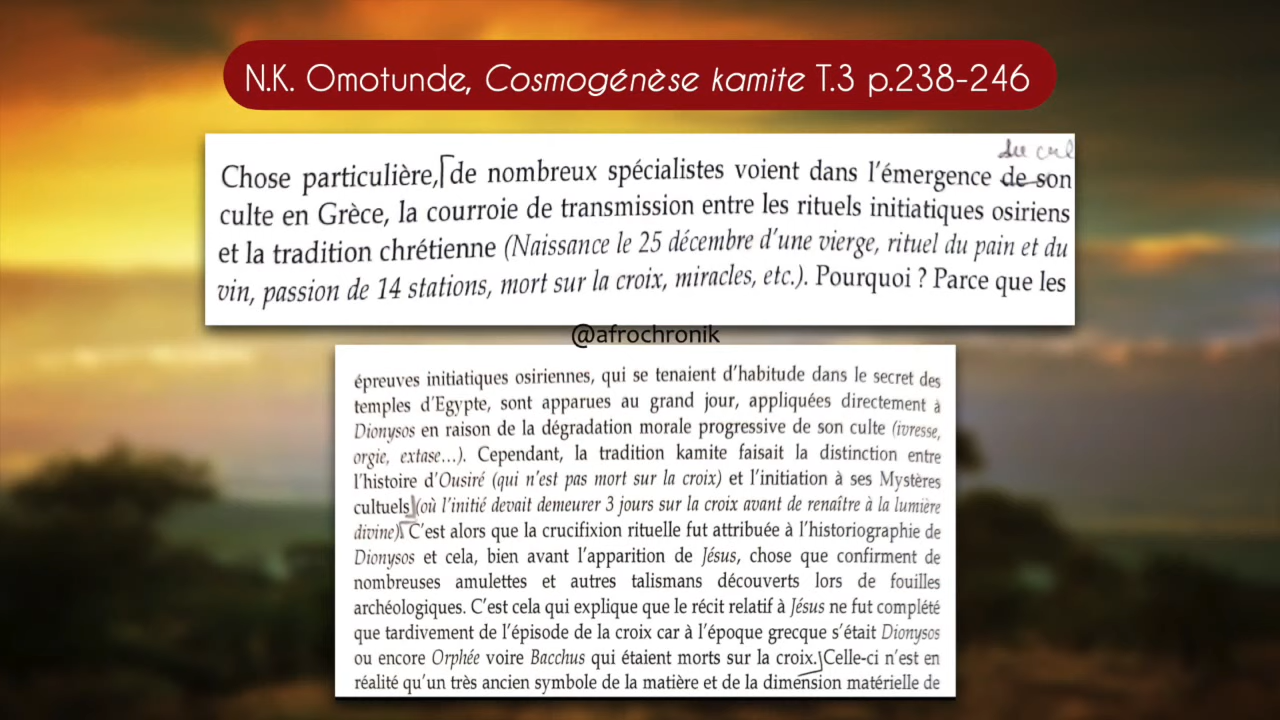 N.K. Omotunde, Cosmogénèse kamite T.3 p.238-246
du cul
Chose particulière, de nombreux spécialistes voient dans l'émergence de son
culte en Grèce, la courroie de transmission entre les rituels initiatiques osiriens
et la tradition chrétienne (Naissance le 25 décembre d'une vierge, rituel du pain et du
vin, passion de 14 stations, mort sur la croix, miracles, etc.). Pourquoi ? Parce que les
@afrochronik
épreuves initiatiques osiriennes, qui se tenaient d'habitude dans le secret des
temples d'Egypte, sont apparues au grand jour, appliquées directement à
Dionysos en raison de la dégradation morale progressive de son culte (ivresse,
orgie, extase...). Cependant, la tradition kamite faisait la distinction entre
l'histoire d'Ousiré (qui n'est pas mort sur la croix) et l'initiation à ses Mystères
cultuels (où l'initié devait demeurer 3 jours sur la croix avant de renaître à la lumière
divine). C'est alors que la crucifixion rituelle fut attribuée à l'historiographie de
Dionysos et cela, bien avant l'apparition de Jésus, chose que confirment de
nombreuses amulettes et autres talismans découverts lors de fouilles
archéologiques. C'est cela qui explique que le récit relatif à Jésus ne fut complété
que tardivement de l'épisode de la croix car à l'époque grecque s'était Dionysos
ou encore Orphée voire Bacchus qui étaient morts sur la croix. Celle-ci n'est en
réalité qu'un très ancien symbole de la matière et de la dimension matérielle de